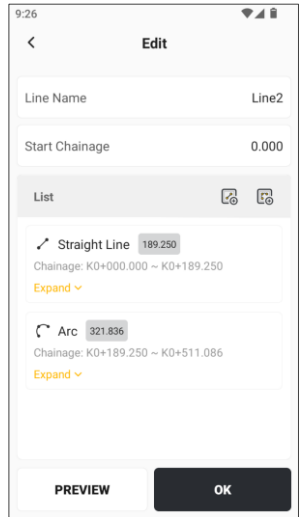 9:26
Edit
Line Name Line2
Start Chainage 0.000
List
Straight Line 189.250
Chainage: K0+000.000 ~ K0+189.250
Expand
Arc 321.836
Chainage: K0+189.250 ~ K0+511.086
Expand
PREVIEW OK